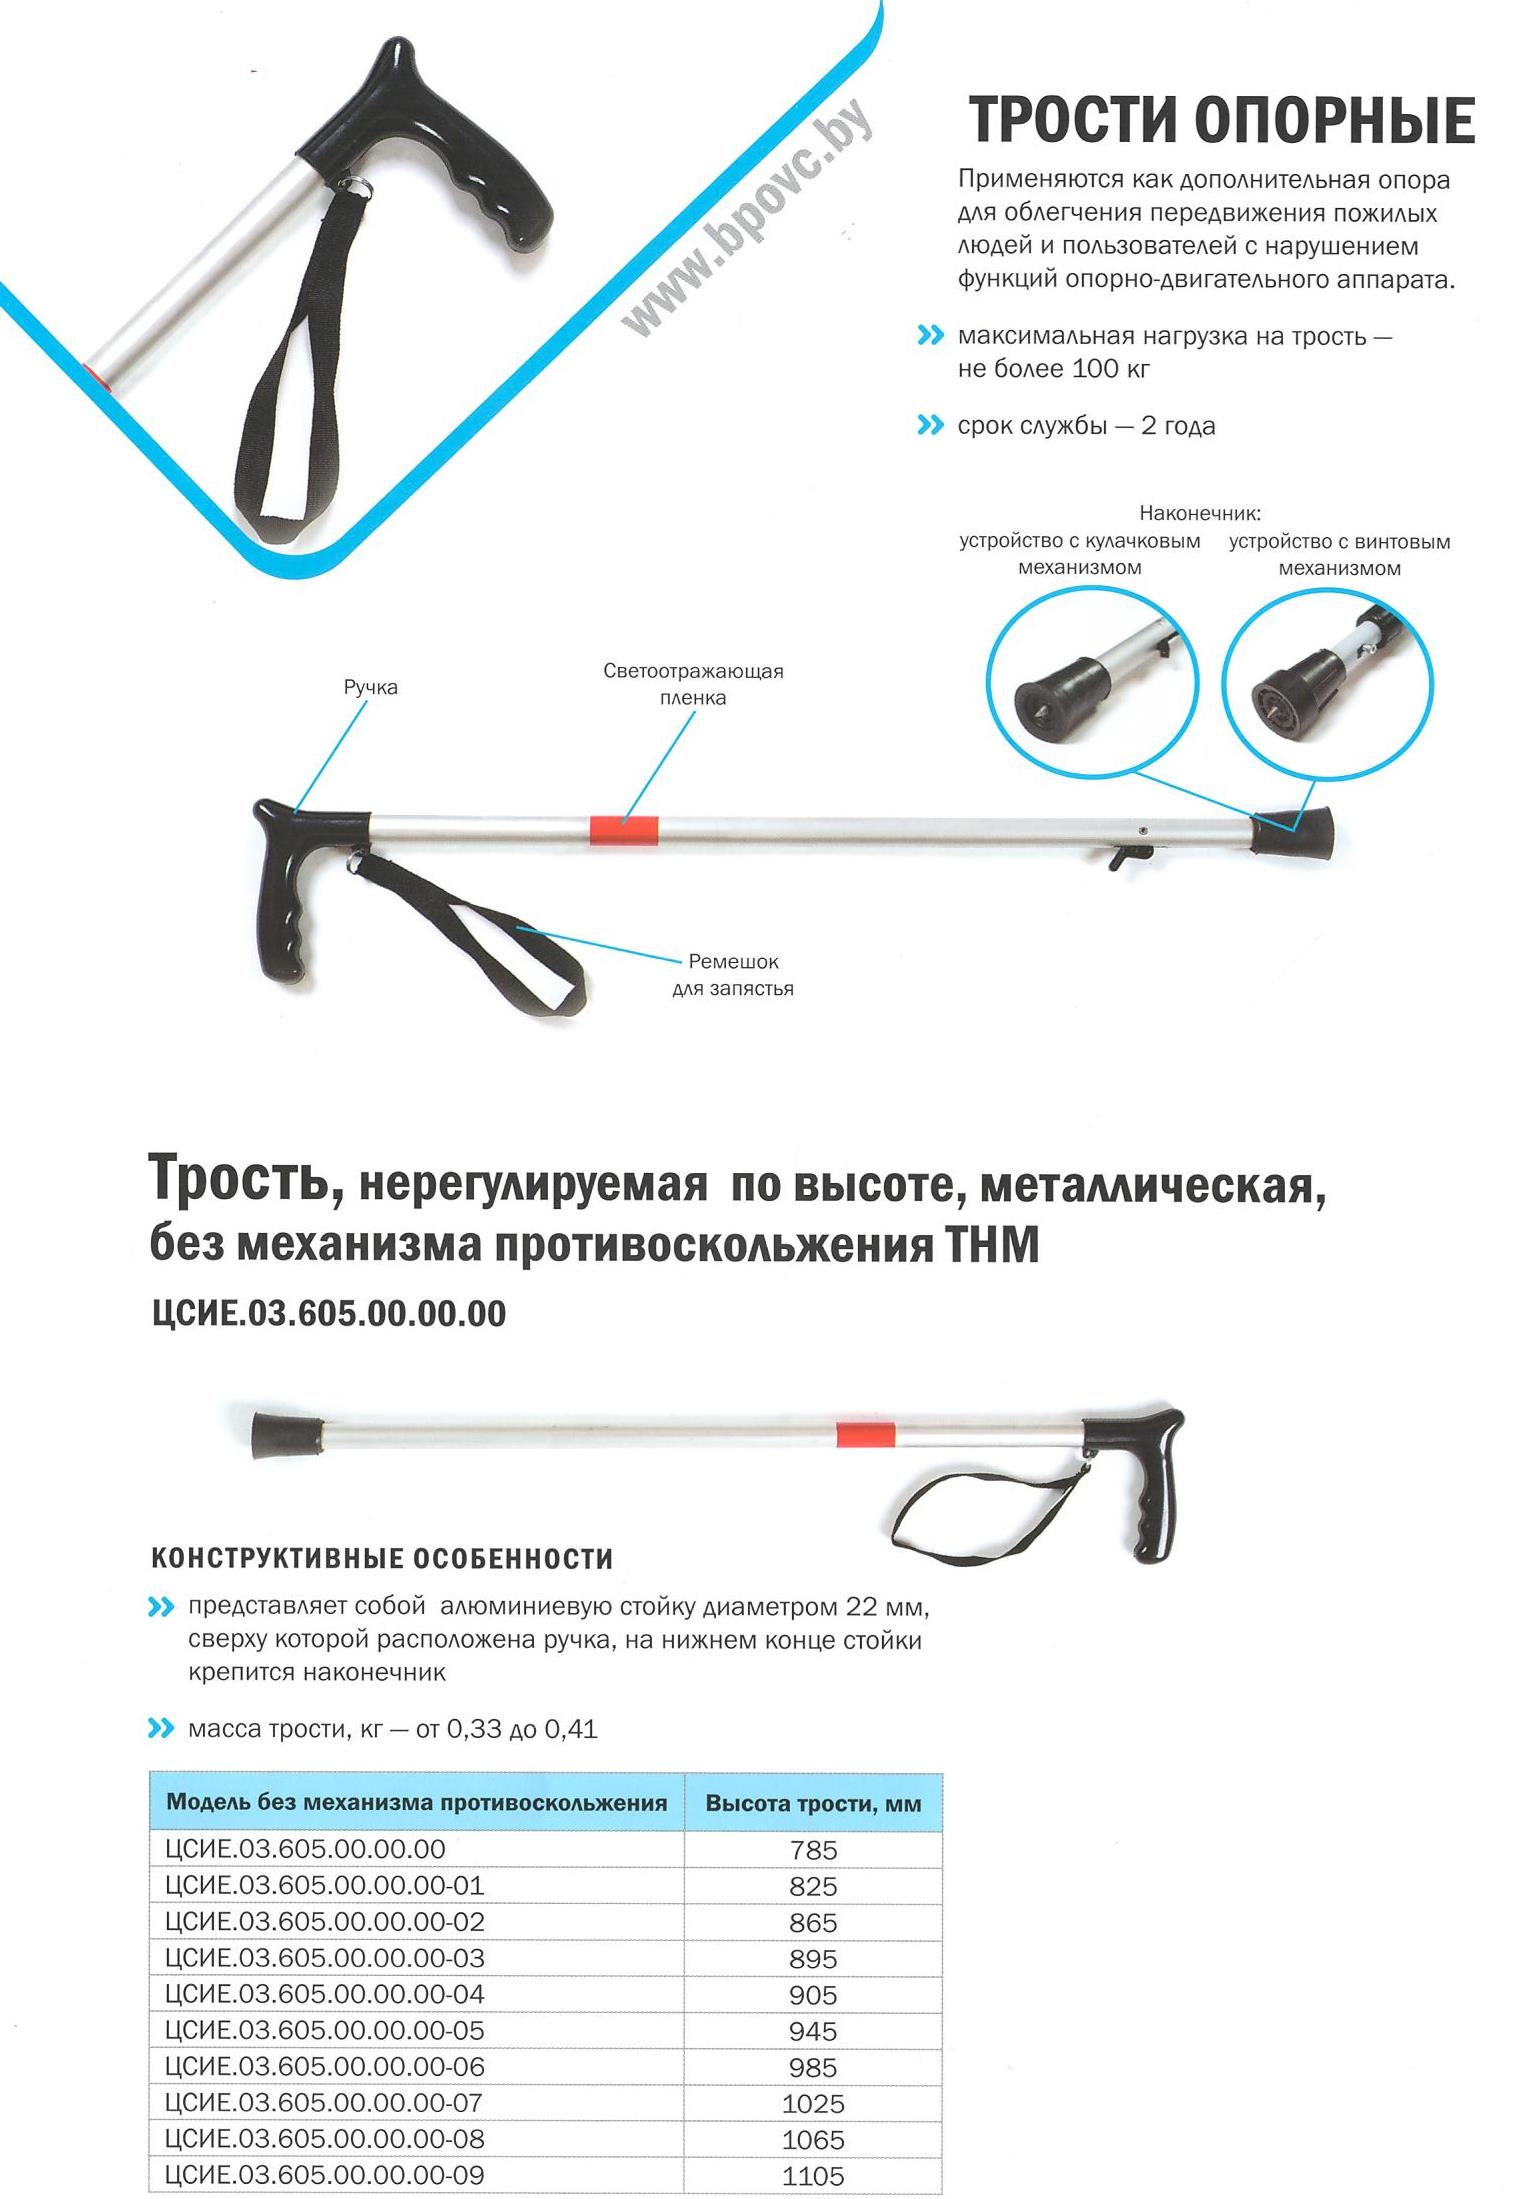 www.bpovc.by
ТРОСТИ ОПОРНЫЕ
Применяются как дополнительная опора
для облегчения передвижения пожилых
людей и пользователей с нарушением
функций опорно-двигательного аппарата.
максимальная нагрузка на трость —
не более 100 кг
срок службы — 2 года
Наконечник:
устройство с кулачковым
механизмом
устройство с винтовым
механизмом
Ручка
Светоотражающая
пленка
Ремешок
для запястья
Трость, нерегулируемая по высоте, металлическая,
без механизма противоскольжения ТНМ
ЦСИЕ.03.605.00.00.00
КОНСТРУКТИВНЫЕ ОСОБЕННОСТИ
представляет собой алюминиевую стойку диаметром 22 мм,
сверху которой расположена ручка, на нижнем конце стойки
крепится наконечник
масса трости, кг — от 0,33 до 0,41
Модель без механизма противоскольжения Высота трости, мм
ЦСИЕ.03.605.00.00.00 785
ЦСИЕ.03.605.00.00.00-01 825
ЦСИЕ.03.605.00.00.00-02 865
ЦСИЕ.03.605.00.00.00-03 895
ЦСИЕ.03.605.00.00.00-04 905
ЦСИЕ.03.605.00.00.00-05 945
ЦСИЕ.03.605.00.00.00-06 985
ЦСИЕ.03.605.00.00.00-07 1025
ЦСИЕ.03.605.00.00.00-08 1065
ЦСИЕ.03.605.00.00.00-09 1105